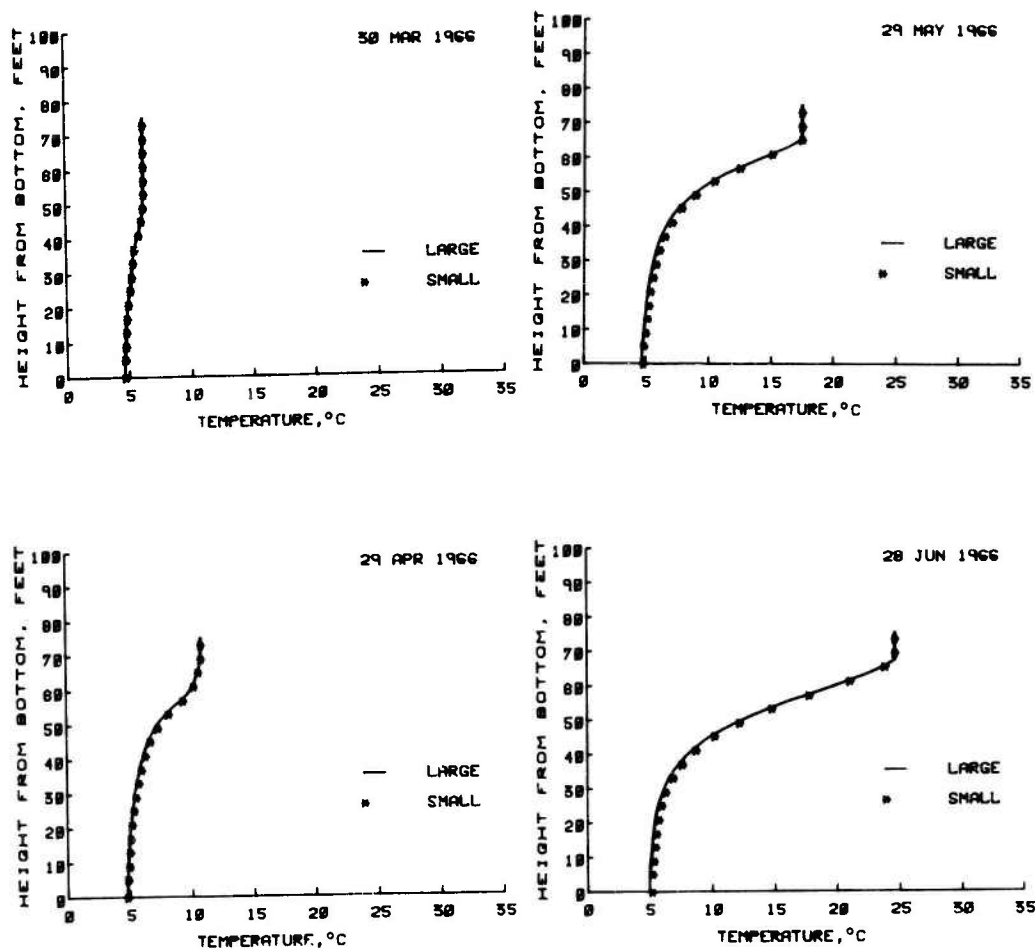 30 MAR 1966
HEIGHT FROM BOTTOM, FEET
100
90
80
70
60
50
40
30
20
10
0
LARGE
SMALL
0 5 10 15 20 25 30 35
TEMPERATURE, °C
29 MAY 1966
HEIGHT FROM BOTTOM, FEET
100
90
80
70
60
50
40
30
20
10
0
LARGE
SMALL
0 5 10 15 20 25 30 35
TEMPERATURE, °C
29 APR 1966
HEIGHT FROM BOTTOM, FEET
100
90
80
70
60
50
40
30
20
10
0
LARGE
SMALL
0 5 10 15 20 25 30 35
TEMPERATURE, °C
28 JUN 1966
HEIGHT FROM BOTTOM, FEET
100
90
80
70
60
50
40
30
20
10
0
LARGE
SMALL
0 5 10 15 20 25 30 35
TEMPERATURE, °C